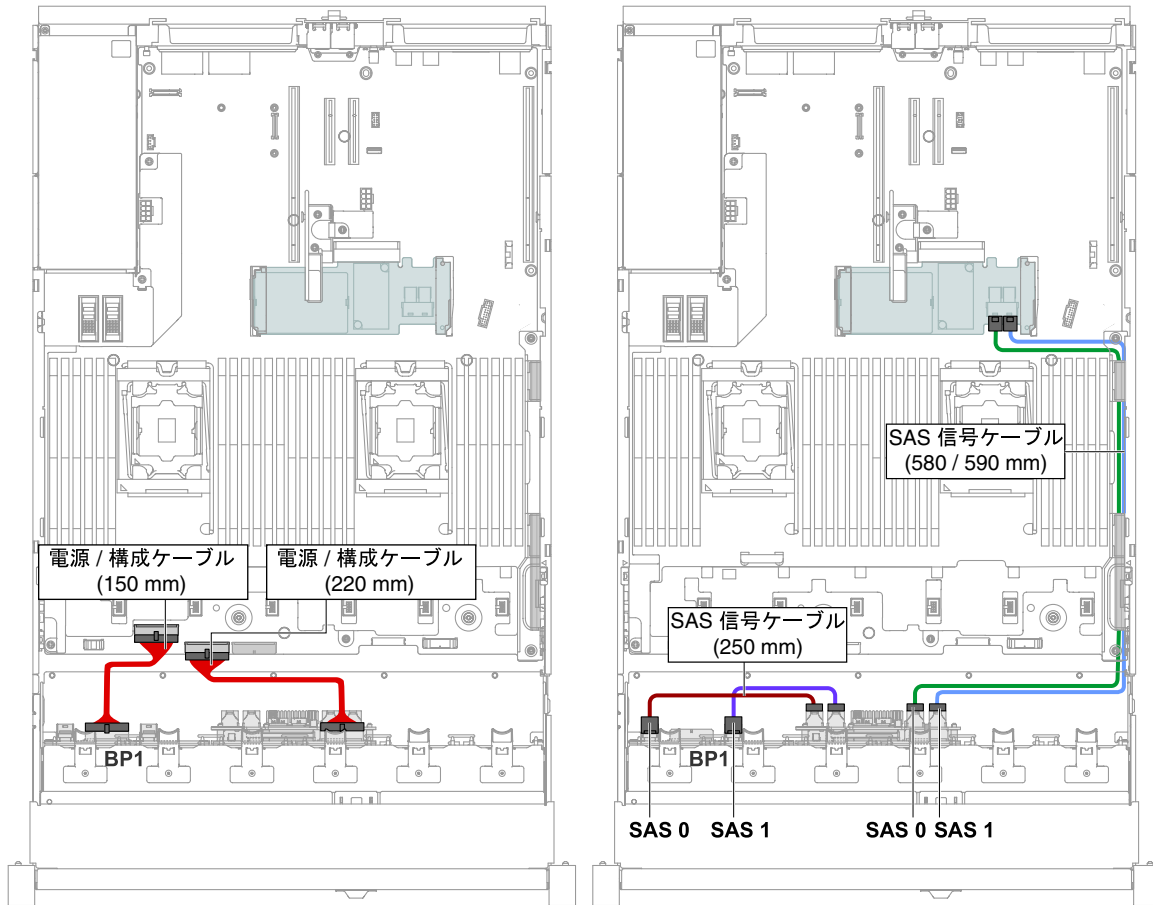 電源 / 構成ケーブル
(150 mm)
電源 / 構成ケーブル
(220 mm)
BP1
SAS 信号ケーブル
(580 / 590 mm)
SAS 信号ケーブル
(250 mm)
BP1
SAS 0
SAS 1
SAS 0
SAS 1